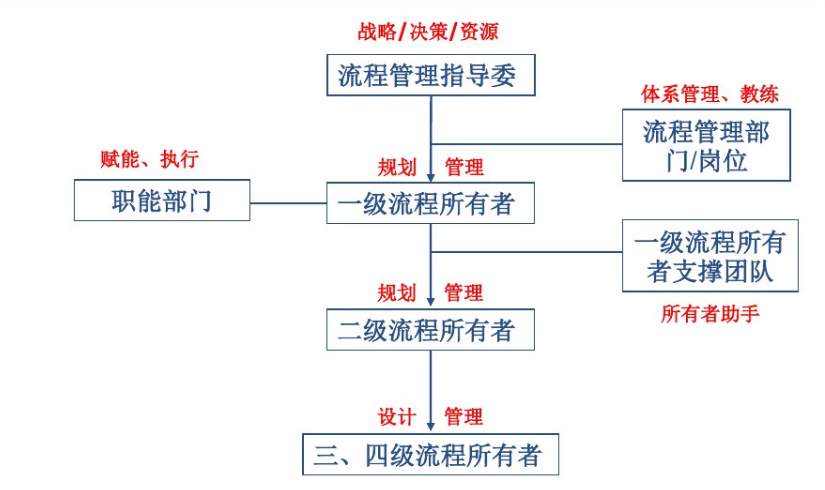 战略/决策/资源
流程管理指导委
体系管理、教练
流程管理部
门/岗位
赋能、执行
规划 管理
职能部门
一级流程所有者
一级流程所有
者支撑团队
规划 管理
所有者助手
二级流程所有者
设计 管理
三、四级流程所有者